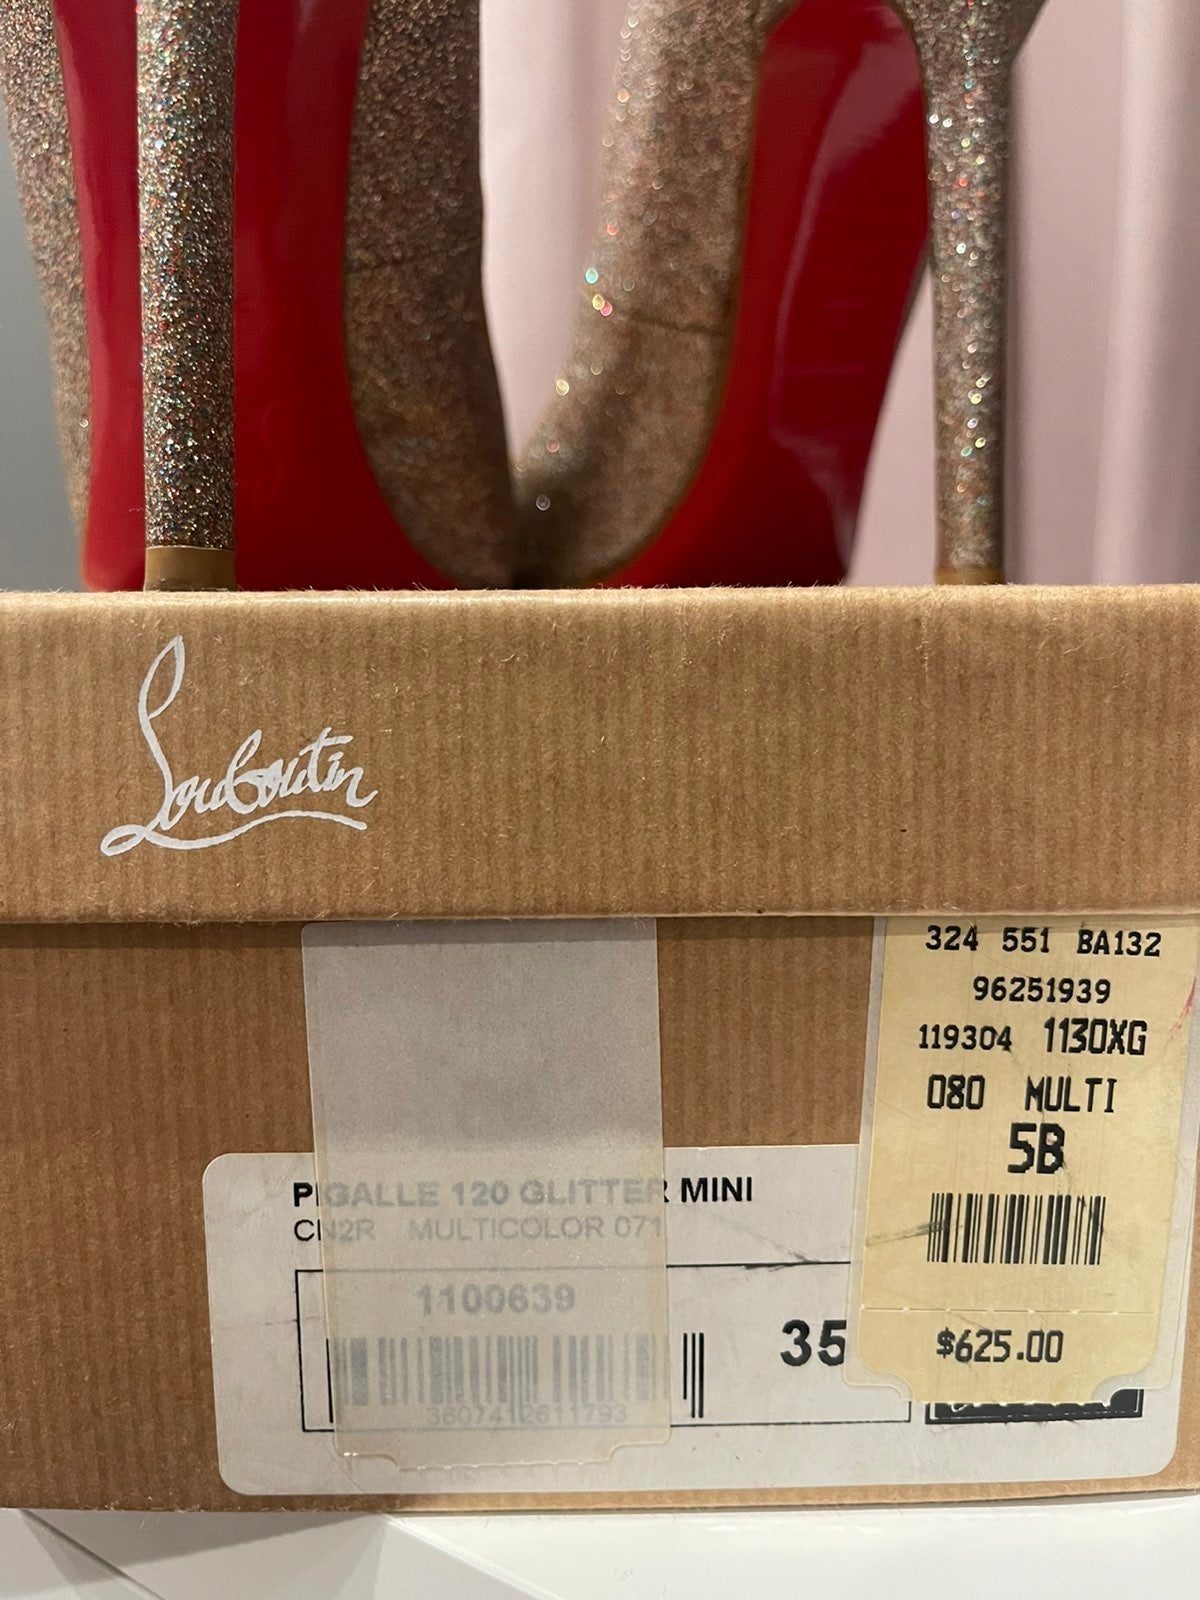 Louboutin
324 551 BA132
96251939
119304 1130XG
080 MULTI
5B
$625.00
PIGALLE 120 GLITTER MINI
CN2R MULTICOLOR 071
1100639
35
3607412611793